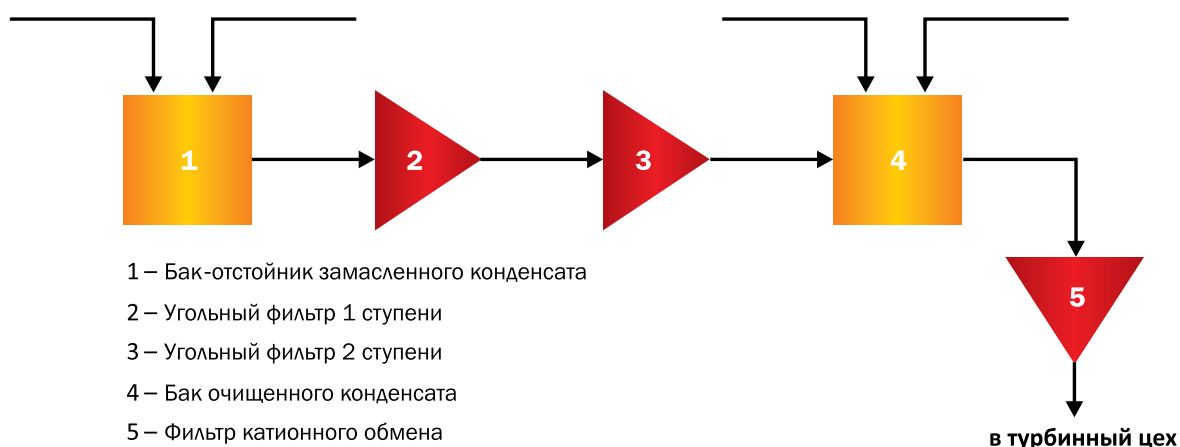 1
2
3
4
1 – Бак-отстойник замасленного конденсата
2 – Угольный фильтр 1 ступени
3 – Угольный фильтр 2 ступени
4 – Бак очищенного конденсата
5 – Фильтр катионного обмена
5
в турбинный цех